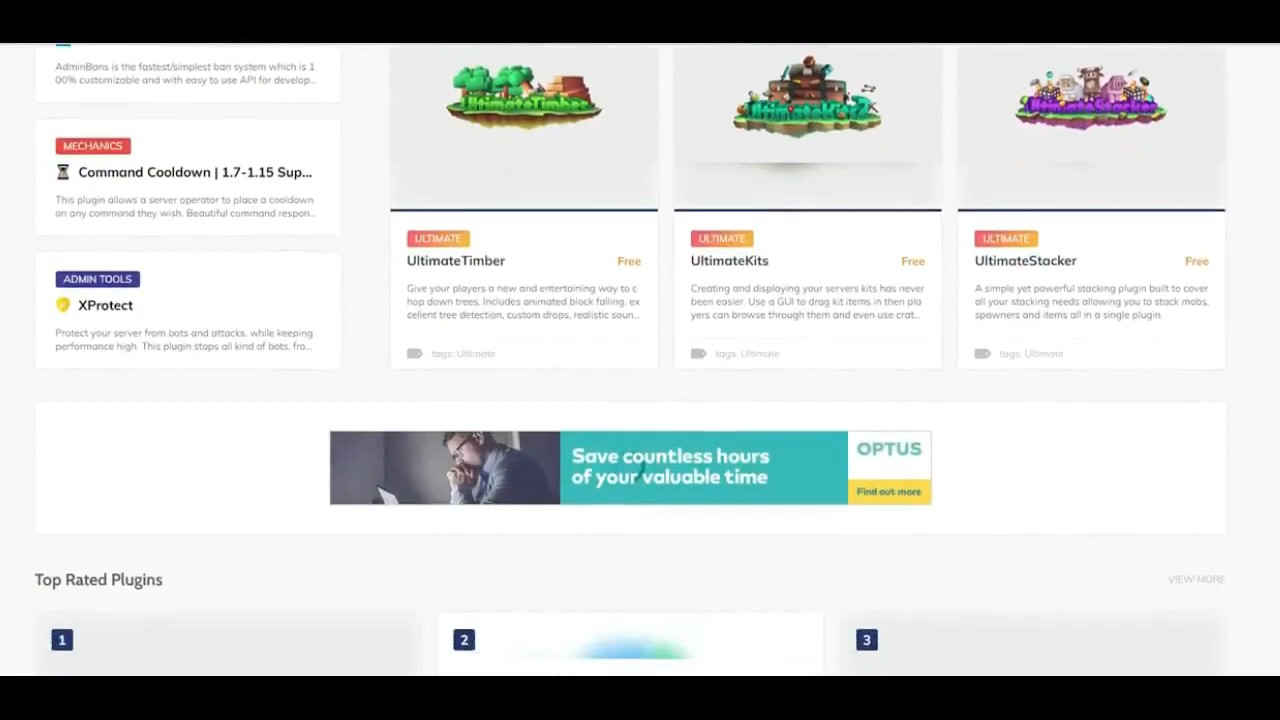 AdminBans is the fastest/simplest ban system which is 1
00% customizable and with easy to use API for develop...
MECHANICS
Command Cooldown | 1.7-1.15 Sup...
This plugin allows a server operator to place a cooldown
on any command they wish. Beautiful command respon...
ADMIN TOOLS
XProtect
Protect your server from bots and attacks, while keeping
performance high. This plugin stops all kind of bots, fro...
UltimateTimber
ULTIMATE
UltimateTimber
Free
Give your players a new and entertaining way to c
hop down trees. Includes animated block falling, ex
cellent tree detection, custom drops, realistic soun...
tags: Ultimate
UltimateKits
ULTIMATE
UltimateKits
Free
Creating and displaying your servers kits has never
been easier. Use a GUI to drag kit items in then pla
yers can browse through them and even use crat...
tags: Ultimate
UltimateStacker
ULTIMATE
UltimateStacker
Free
A simple yet powerful stacking plugin built to cover
all your stacking needs allowing you to stack mobs,
spawners and items all in a single plugin.
tags: Ultimate
Save countless hours
of your valuable time
OPTUS
Find out more
Top Rated Plugins
VIEW MORE
1
2
3